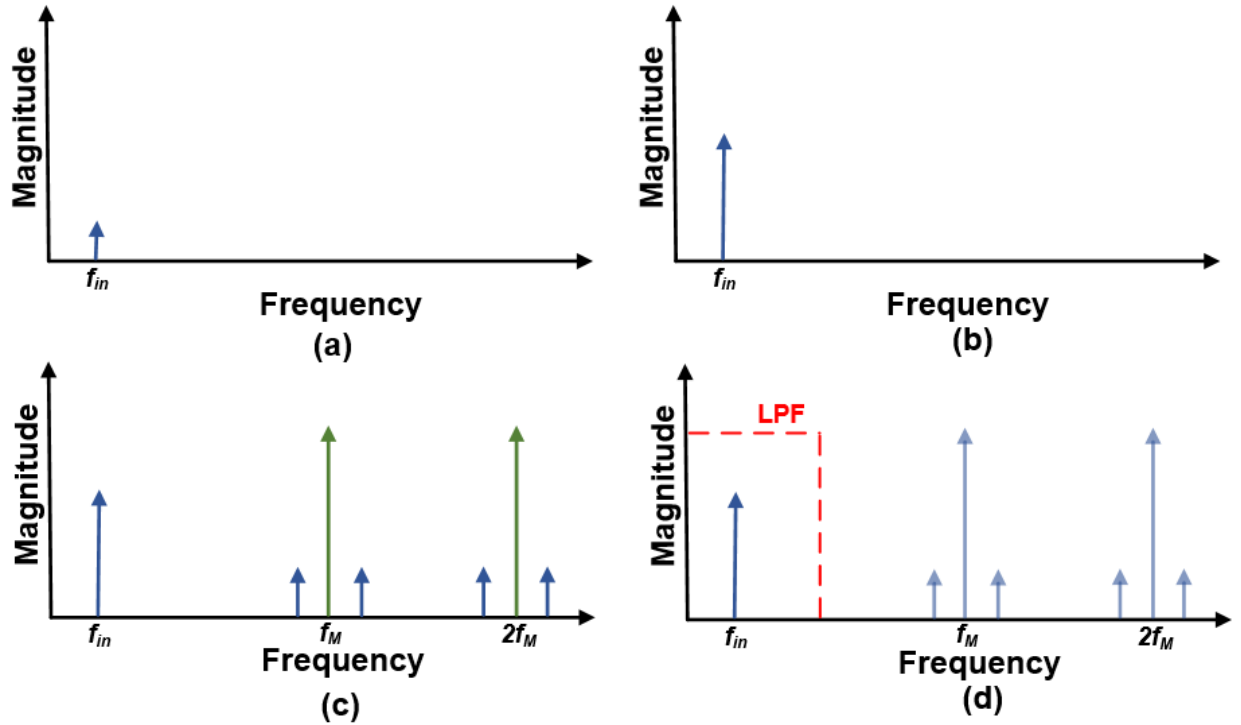 Magnitude
f_in
Frequency
(a)
Magnitude
f_in
Frequency
(b)
Magnitude
f_in
f_M
2f_M
Frequency
(c)
Magnitude
LPF
f_in
f_M
2f_M
Frequency
(d)